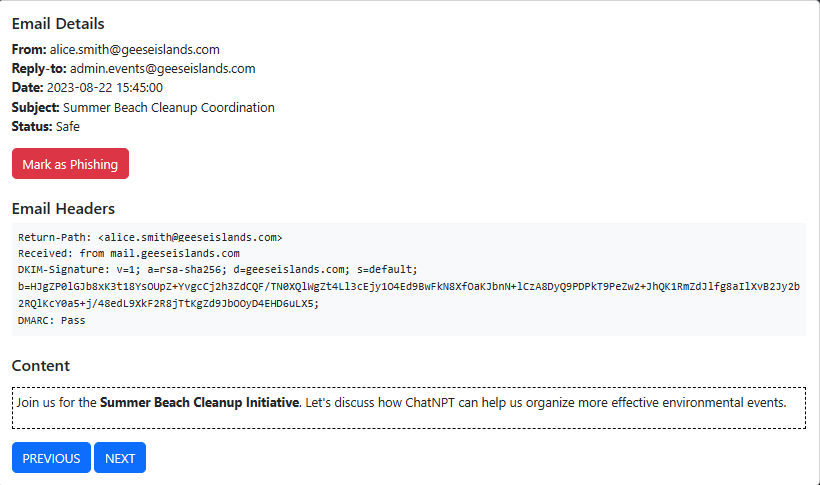 Email Details
From: alice.smith@geeseislands.com
Reply-to: admin.events@geeseislands.com
Date: 2023-08-22 15:45:00
Subject: Summer Beach Cleanup Coordination
Status: Safe
Mark as Phishing
Email Headers
Return-Path: <alice.smith@geeseislands.com>
Received: from mail.geeseislands.com
DKIM-Signature: v=1; a=rsa-sha256; d=geeseislands.com; s=default;
b=HJgZP0lGJb8xK3t18YsOUpZ+YvgcCj2h3ZdCQF/TN0XQlWgZt4Ll3cEjy1O4Ed9BwFkN8XfOaKJbnN+lCzA8DyQ9PDPkT9PeZw2+JhQK1RmZdJlfg8aIlXvB2Jy2b
2RQlKcY0a5+j/48edL9XkF2R8jTtKgZd9JbOOyD4EHD6uLX5;
DMARC: Pass
Content
Join us for the Summer Beach Cleanup Initiative. Let's discuss how ChatNPT can help us organize more effective environmental events.
PREVIOUS NEXT